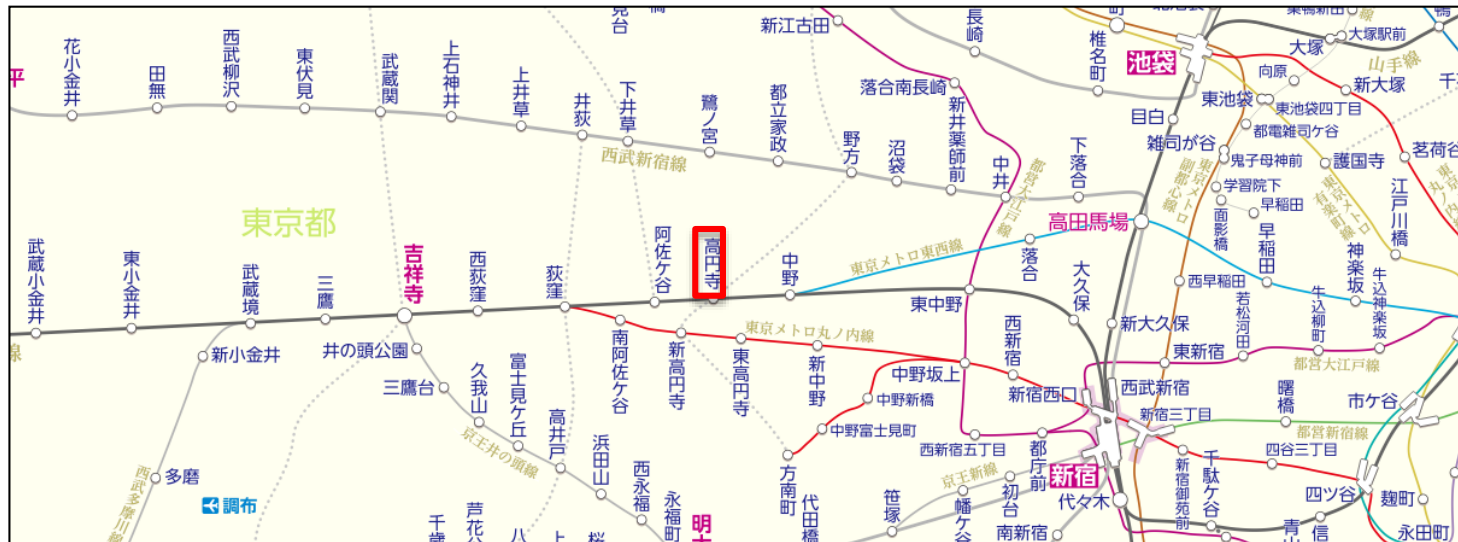 新江古田
長崎
椎名町
池袋
大塚
大塚駅前
山手線
向原
新大塚
東池袋
東池袋四丁目
都電雑司ケ谷
目白
雑司が谷
鬼子母神前
護国寺
茗荷谷
学習院下
早稲田
面影橋
江戸川橋
東京メトロ
副都心線
東京メトロ
有楽町線
花小金井
田無
西武柳沢
東伏見
武蔵関
上石神井
上井草
井荻
下井草
鷺ノ宮
都立家政
野方
沼袋
新井薬師前
落合南長崎
中井
下落合
都営大江戸線
西武新宿線
高田馬場
東京都
武蔵小金井
東小金井
武蔵境
三鷹
吉祥寺
西荻窪
荻窪
阿佐ケ谷
高円寺
中野
東京メトロ東西線
落合
東中野
大久保
新大久保
西早稲田
早稲田
神楽坂
牛込神楽坂
牛込柳町
若松河田
東新宿
都営大江戸線
新小金井
井の頭公園
三鷹台
久我山
富士見ケ丘
高井戸
浜田山
西永福
永福町
京王井の頭線
南阿佐ケ谷
新高円寺
東高円寺
新中野
東京メトロ丸ノ内線
中野坂上
西新宿
新宿西口
西武新宿
新宿三丁目
中野新橋
中野富士見町
方南町
西新宿五丁目
都庁前
新宿
曙橋
都営新宿線
市ケ谷
四谷三丁目
新宿御苑前
千駄ケ谷
四ツ谷
麹町
永田町
代々木
南新宿
初台
幡ケ谷
京王新線
笹塚
代田橋
多磨
西武多摩川線
調布